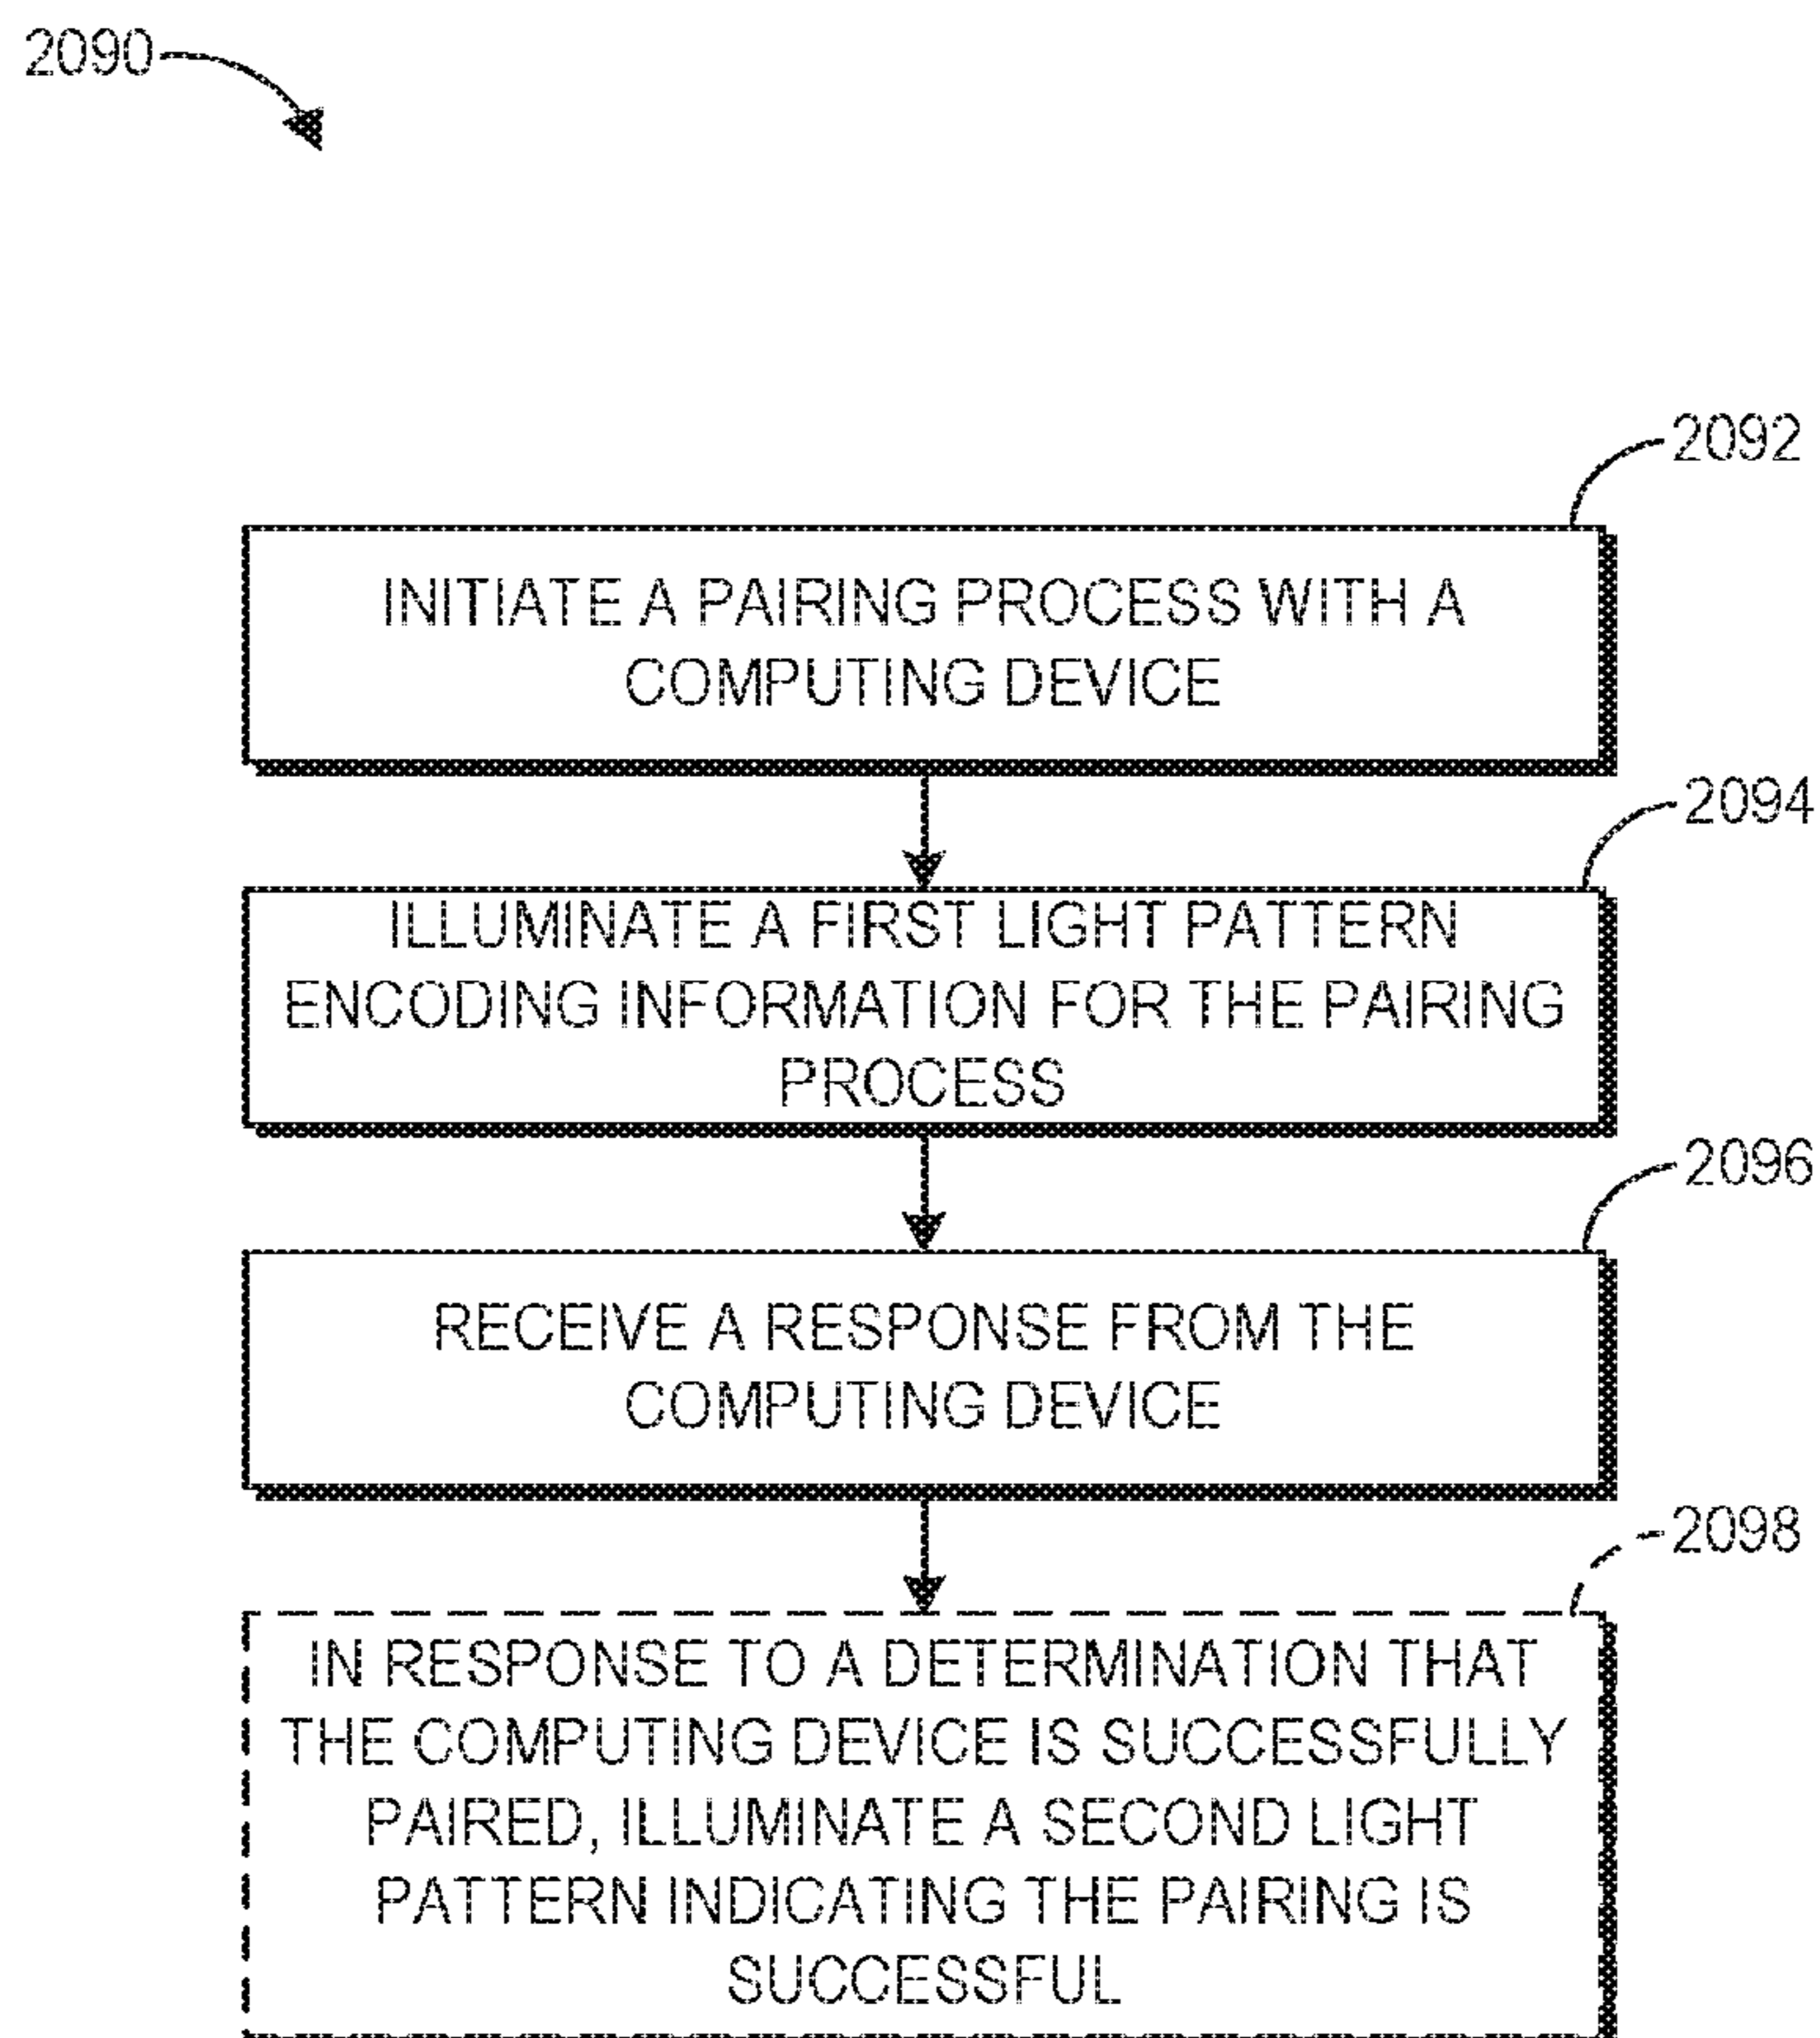 2090
2092
INITIATE A PAIRING PROCESS WITH A
COMPUTING DEVICE
2094
ILLUMINATE A FIRST LIGHT PATTERN
ENCODING INFORMATION FOR THE PAIRING
PROCESS
2096
RECEIVE A RESPONSE FROM THE
COMPUTING DEVICE
2098
IN RESPONSE TO A DETERMINATION THAT
THE COMPUTING DEVICE IS SUCCESSFULLY
PAIRED, ILLUMINATE A SECOND LIGHT
PATTERN INDICATING THE PAIRING IS
SUCCESSFUL